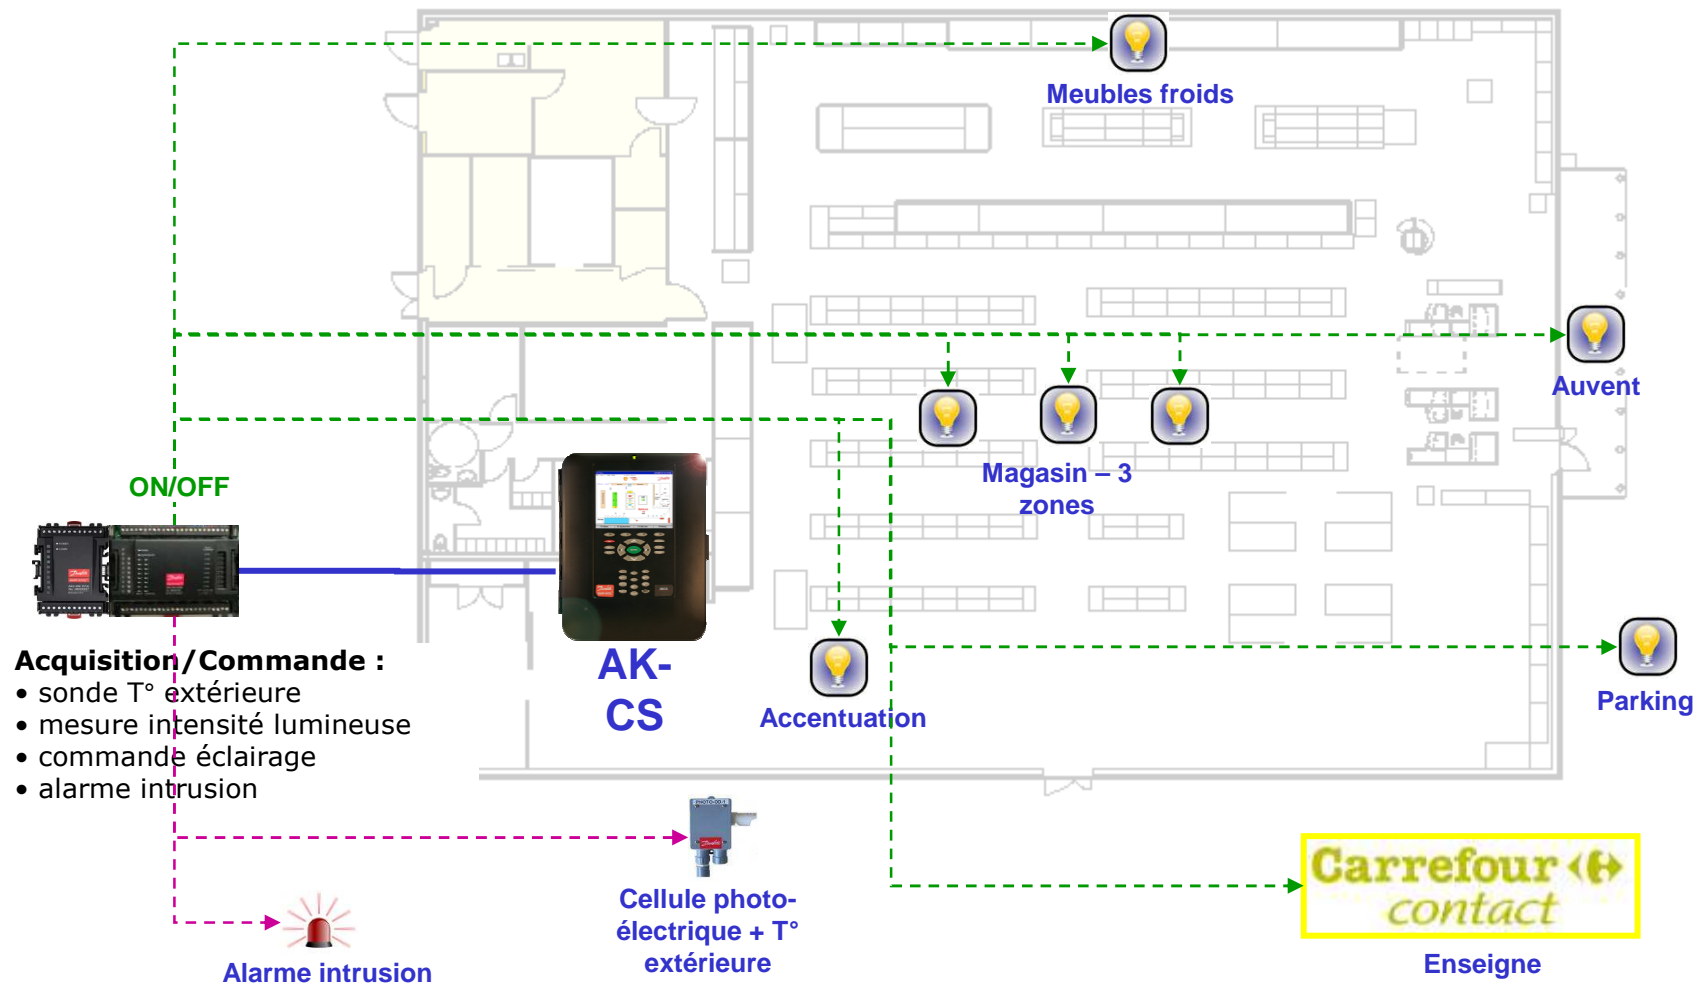 Meubles froids
Auvent
Magasin – 3
zones
ON/OFF
AK-
CS
Acquisition/Commande :
• sonde T° extérieure
• mesure intensité lumineuse
• commande éclairage
• alarme intrusion
Accentuation
Parking
Cellule photo-
électrique + T°
extérieure
Alarme intrusion
Carrefour
contact
Enseigne